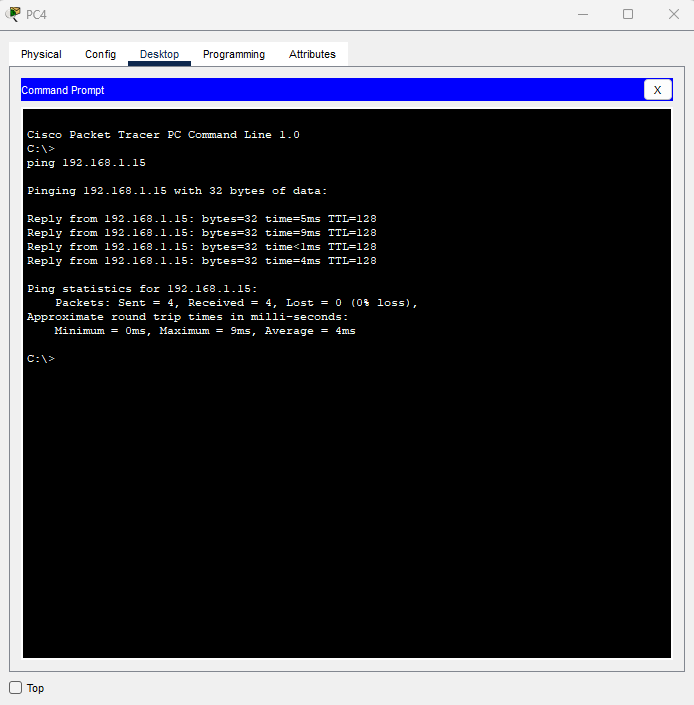 PC4
Physical Config Desktop Programming Attributes
Command Prompt
X
Cisco Packet Tracer PC Command Line 1.0
C:\>
ping 192.168.1.15
Pinging 192.168.1.15 with 32 bytes of data:
Reply from 192.168.1.15: bytes=32 time=5ms TTL=128
Reply from 192.168.1.15: bytes=32 time=9ms TTL=128
Reply from 192.168.1.15: bytes=32 time<1ms TTL=128
Reply from 192.168.1.15: bytes=32 time=4ms TTL=128
Ping statistics for 192.168.1.15:
Packets: Sent = 4, Received = 4, Lost = 0 (0% loss),
Approximate round trip times in milli-seconds:
Minimum = 0ms, Maximum = 9ms, Average = 4ms
C:\>
Top